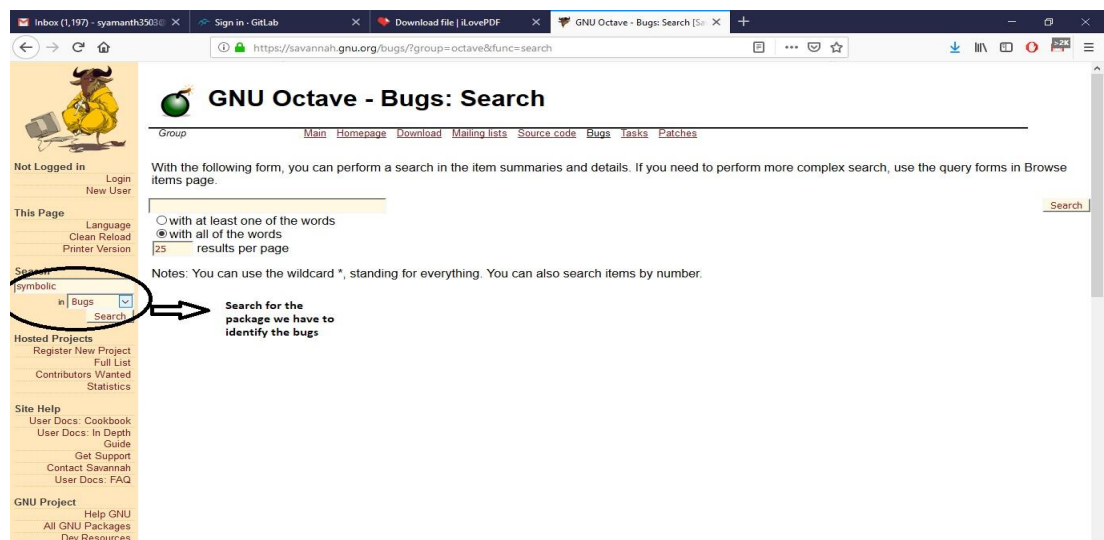 Inbox (1,197) - syamanth3503@
Sign in · GitLab
Download file | iLovePDF
GNU Octave - Bugs: Search [Sa
https://savannah.gnu.org/bugs/?group=octave&func=search
>2K
GNU Octave - Bugs: Search
Group
Main Homepage Download Mailing lists Source code Bugs Tasks Patches
Not Logged in
Login
New User
This Page
Language
Clean Reload
Printer Version
Search
symbolic
in Bugs
Search
Hosted Projects
Register New Project
Full List
Contributors Wanted
Statistics
Site Help
User Docs: Cookbook
User Docs: In Depth
Guide
Get Support
Contact Savannah
User Docs: FAQ
GNU Project
Help GNU
All GNU Packages
Dev Resources
With the following form, you can perform a search in the item summaries and details. If you need to perform more complex search, use the query forms in Browse
items page.
Search
with at least one of the words
with all of the words
25 results per page
Notes: You can use the wildcard *, standing for everything. You can also search items by number.
Search for the
package we have to
identify the bugs